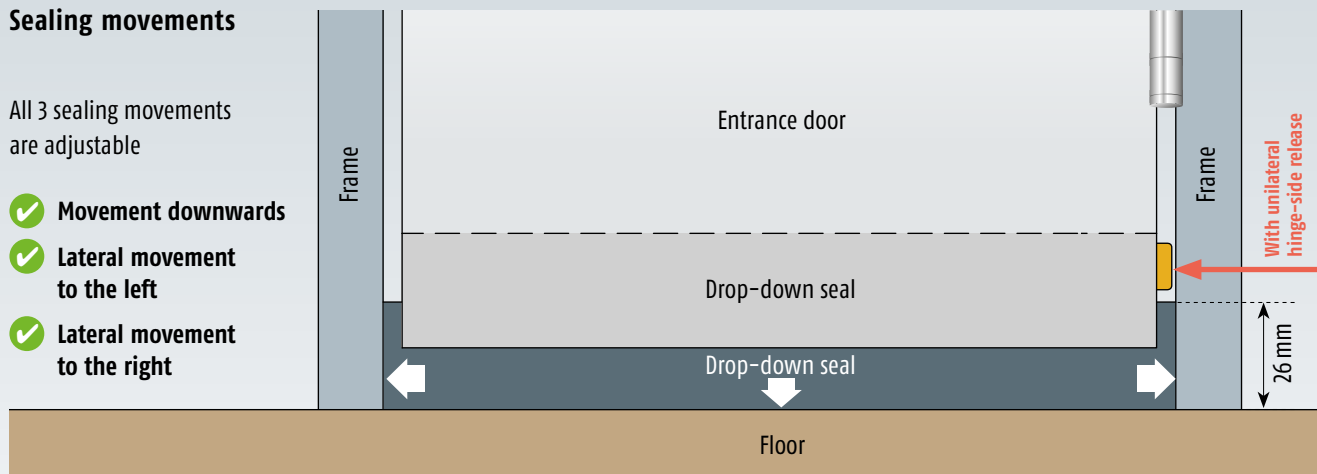 Sealing movements
All 3 sealing movements
are adjustable
Movement downwards
Lateral movement
to the left
Lateral movement
to the right
Frame
Entrance door
Drop-down seal
Drop-down seal
Floor
Frame
With unilateral
hinge-side release
26 mm